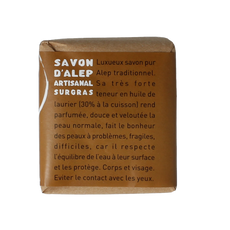 SAVON
D'ALEP
ARTISANAL
SURGRAS
Luxueux savon pur
Alep traditionnel.
Sa très forte
teneur en huile de
laurier (30% à la cuisson) rend
parfumée, douce et veloutée la
peau normale, fait le bonheur
des peaux à problèmes, fragiles,
difficiles, car il respecte
l'équilibre de l'eau à leur surface
et les protège. Corps et visage.
Eviter le contact avec les yeux.